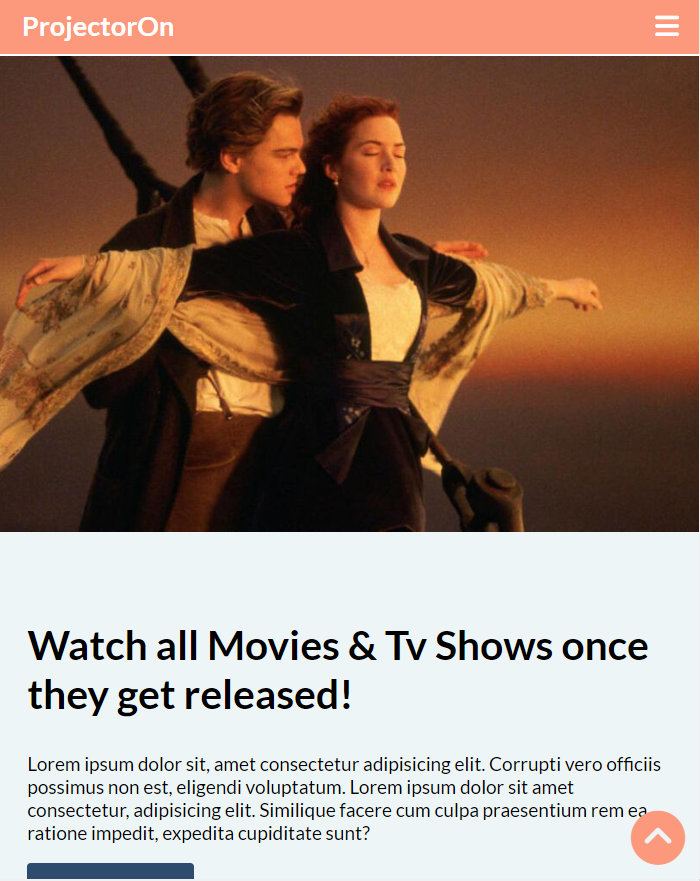 ProjectorOn
Watch all Movies & Tv Shows once
they get released!
Lorem ipsum dolor sit, amet consectetur adipisicing elit. Corrupti vero officiis
possimus non est, eligendi voluptatum. Lorem ipsum dolor sit amet
consectetur, adipisicing elit. Similique facere cum culpa praesentium rem ea
ratione impedit, expedita cupiditate sunt?